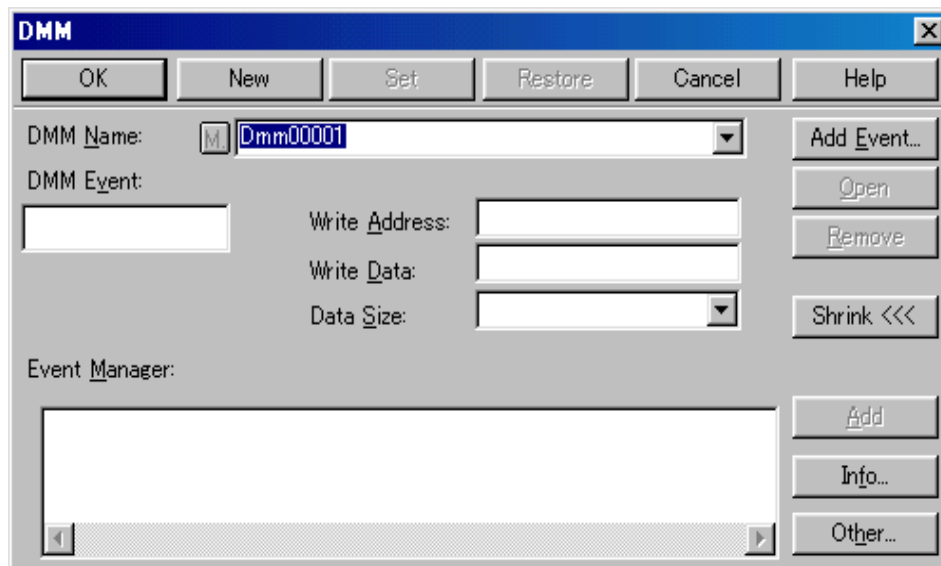 DMM
OK New Set Restore Cancel Help
DMM Name: M. Dmm00001 Add Event...
DMM Event: Open
Write Address: Remove
Write Data:
Data Size: Shrink <<<
Event Manager:
Add
Info...
Other...